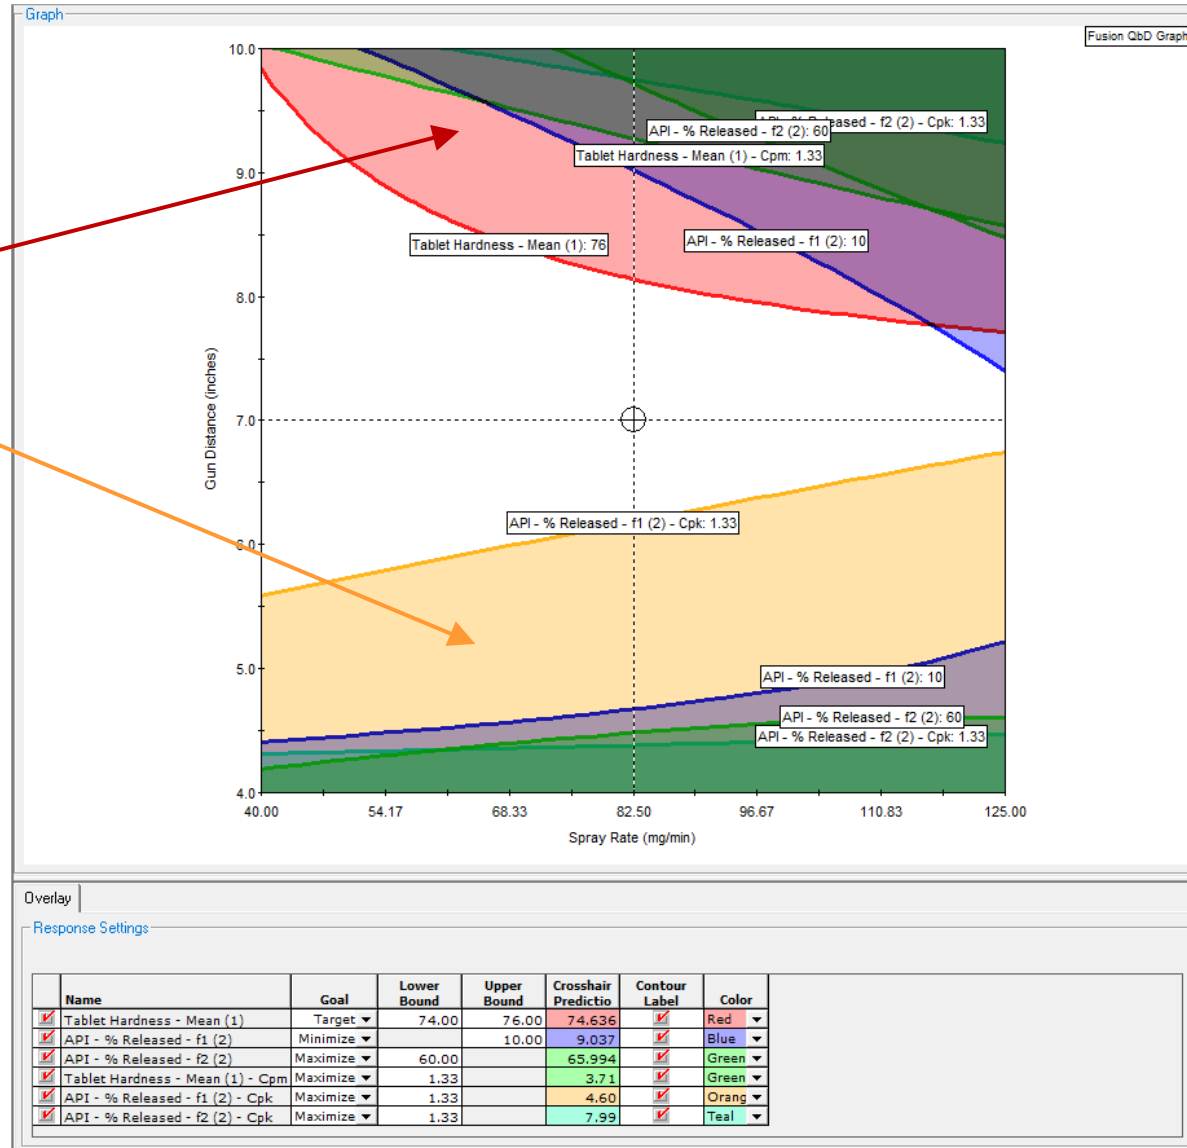 Graph
Fusion QbD Graph
10.0
API - % Released - f2 (2) - Cpk: 1.33
API - % Released - f2 (2): 60
Tablet Hardness - Mean (1) - Cpm: 1.33
9.0
Tablet Hardness - Mean (1): 76
API - % Released - f1 (2): 10
8.0
7.0
Gun Distance (inches)
API - % Released - f1 (2) - Cpk: 1.33
6.0
5.0
API - % Released - f1 (2): 10
API - % Released - f2 (2): 60
API - % Released - f2 (2) - Cpk: 1.33
4.0
40.00 54.17 68.33 82.50 96.67 110.83 125.00
Spray Rate (mg/min)
Overlay
Response Settings
Name Goal Lower Bound Upper Bound Crosshair Predictio Contour Label Color
Tablet Hardness - Mean (1) Target 74.00 76.00 74.636 Red
API - % Released - f1 (2) Minimize 10.00 9.037 Blue
API - % Released - f2 (2) Maximize 60.00 65.994 Green
Tablet Hardness - Mean (1) - Cpm Maximize 1.33 3.71 Green
API - % Released - f1 (2) - Cpk Maximize 1.33 4.60 Orang
API - % Released - f2 (2) - Cpk Maximize 1.33 7.99 Teal